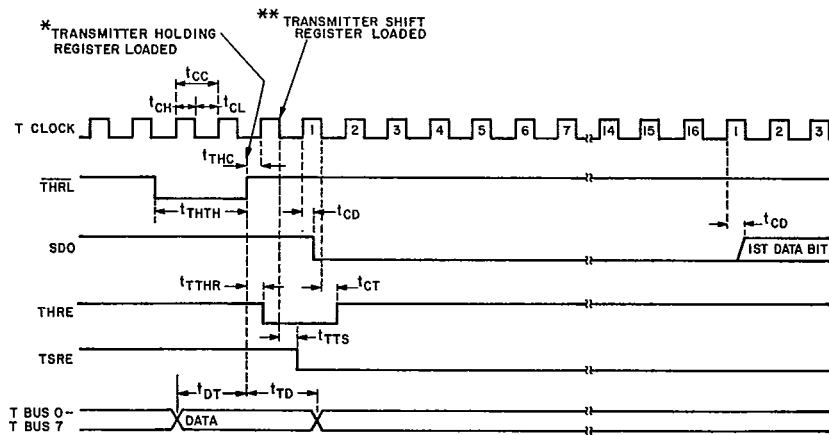 *TRANSMITTER HOLDING
REGISTER LOADED
** TRANSMITTER SHIFT
REGISTER LOADED
tCC
tCH
tCL
T CLOCK
1 2 3 4 5 6 7 14 15 16 1 2 3
tTHC
THRL
tTHTH
tCD
tCD
SDO
1ST DATA BIT
tTTHR
tCT
THRE
tTTS
TSRE
tDT
tTD
T BUS 0–
T BUS 7
DATA